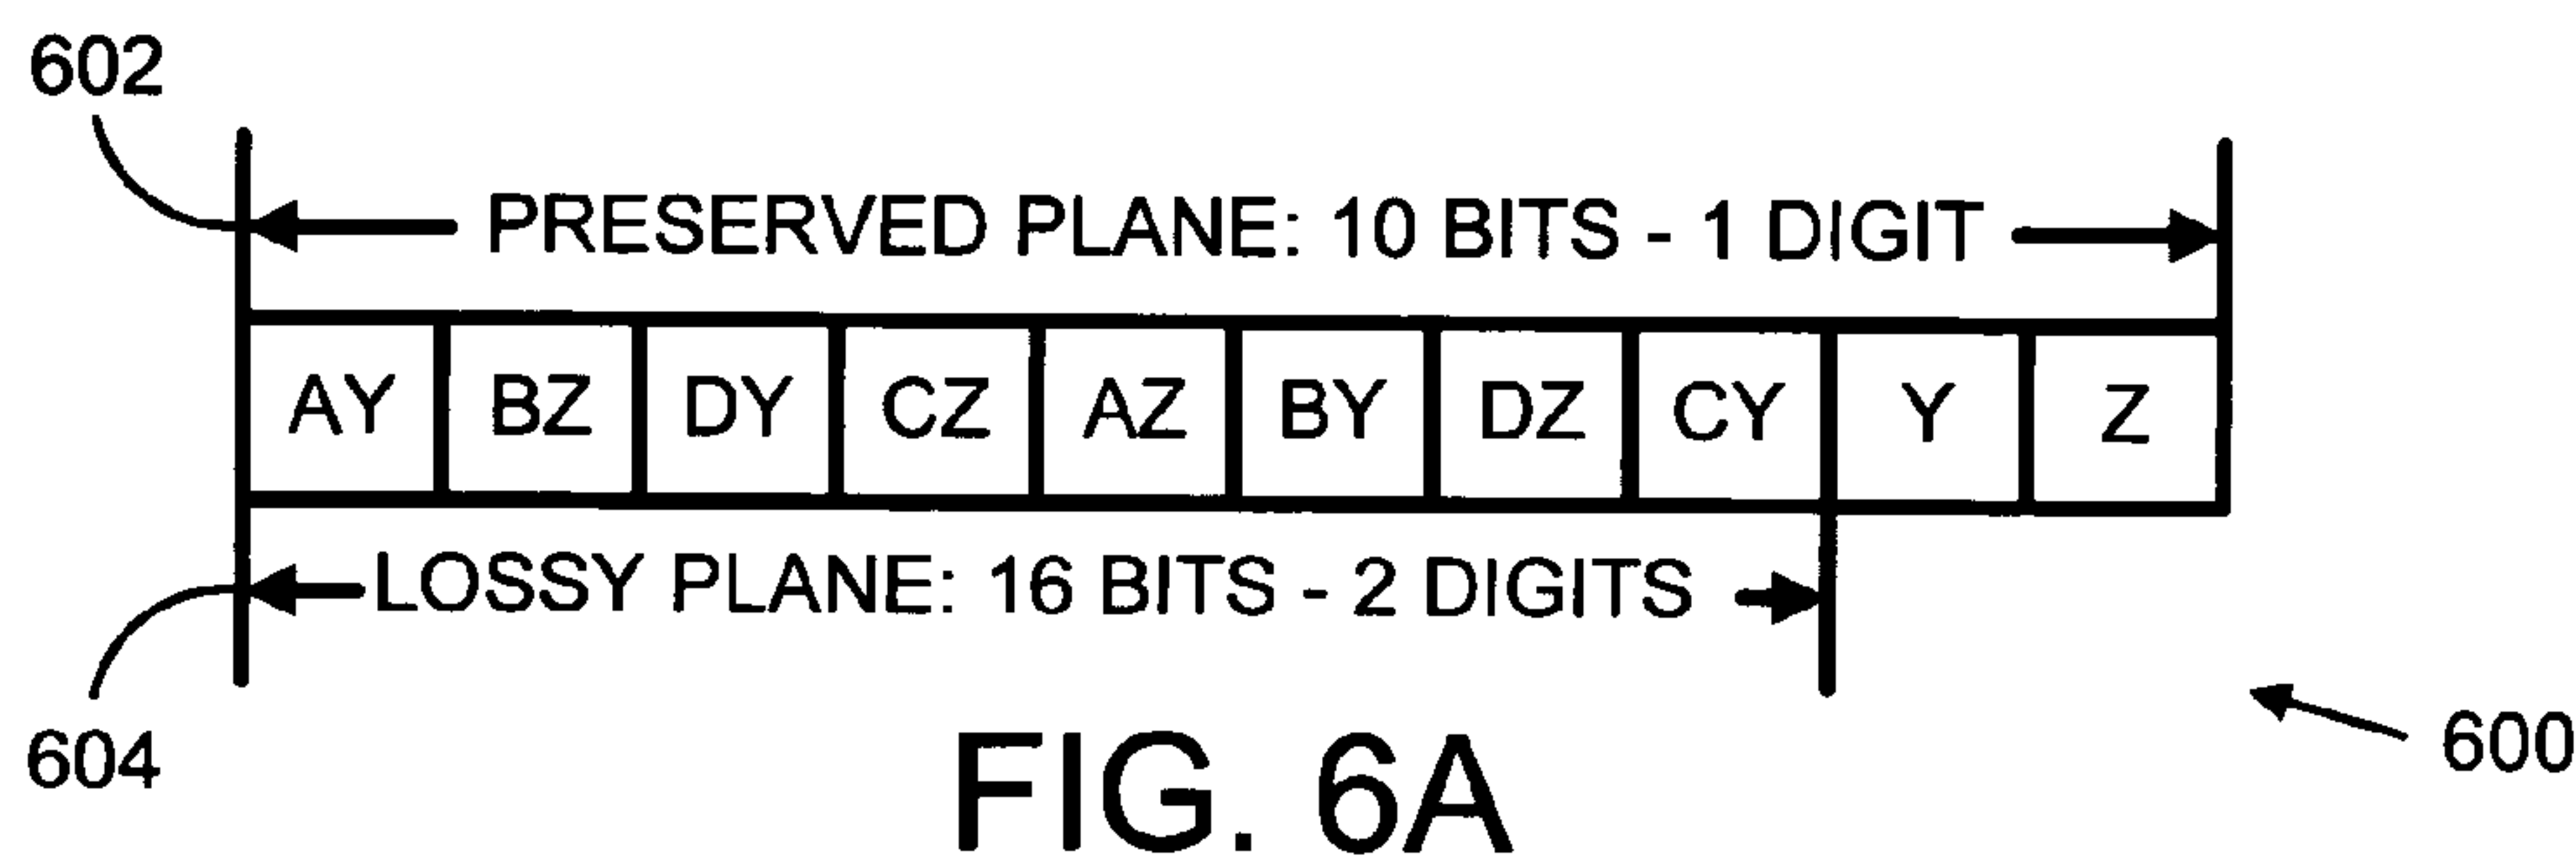 602
PRESERVED PLANE: 10 BITS - 1 DIGIT
AY BZ DY CZ AZ BY DZ CY Y Z
LOSSY PLANE: 16 BITS - 2 DIGITS
604
600
FIG. 6A